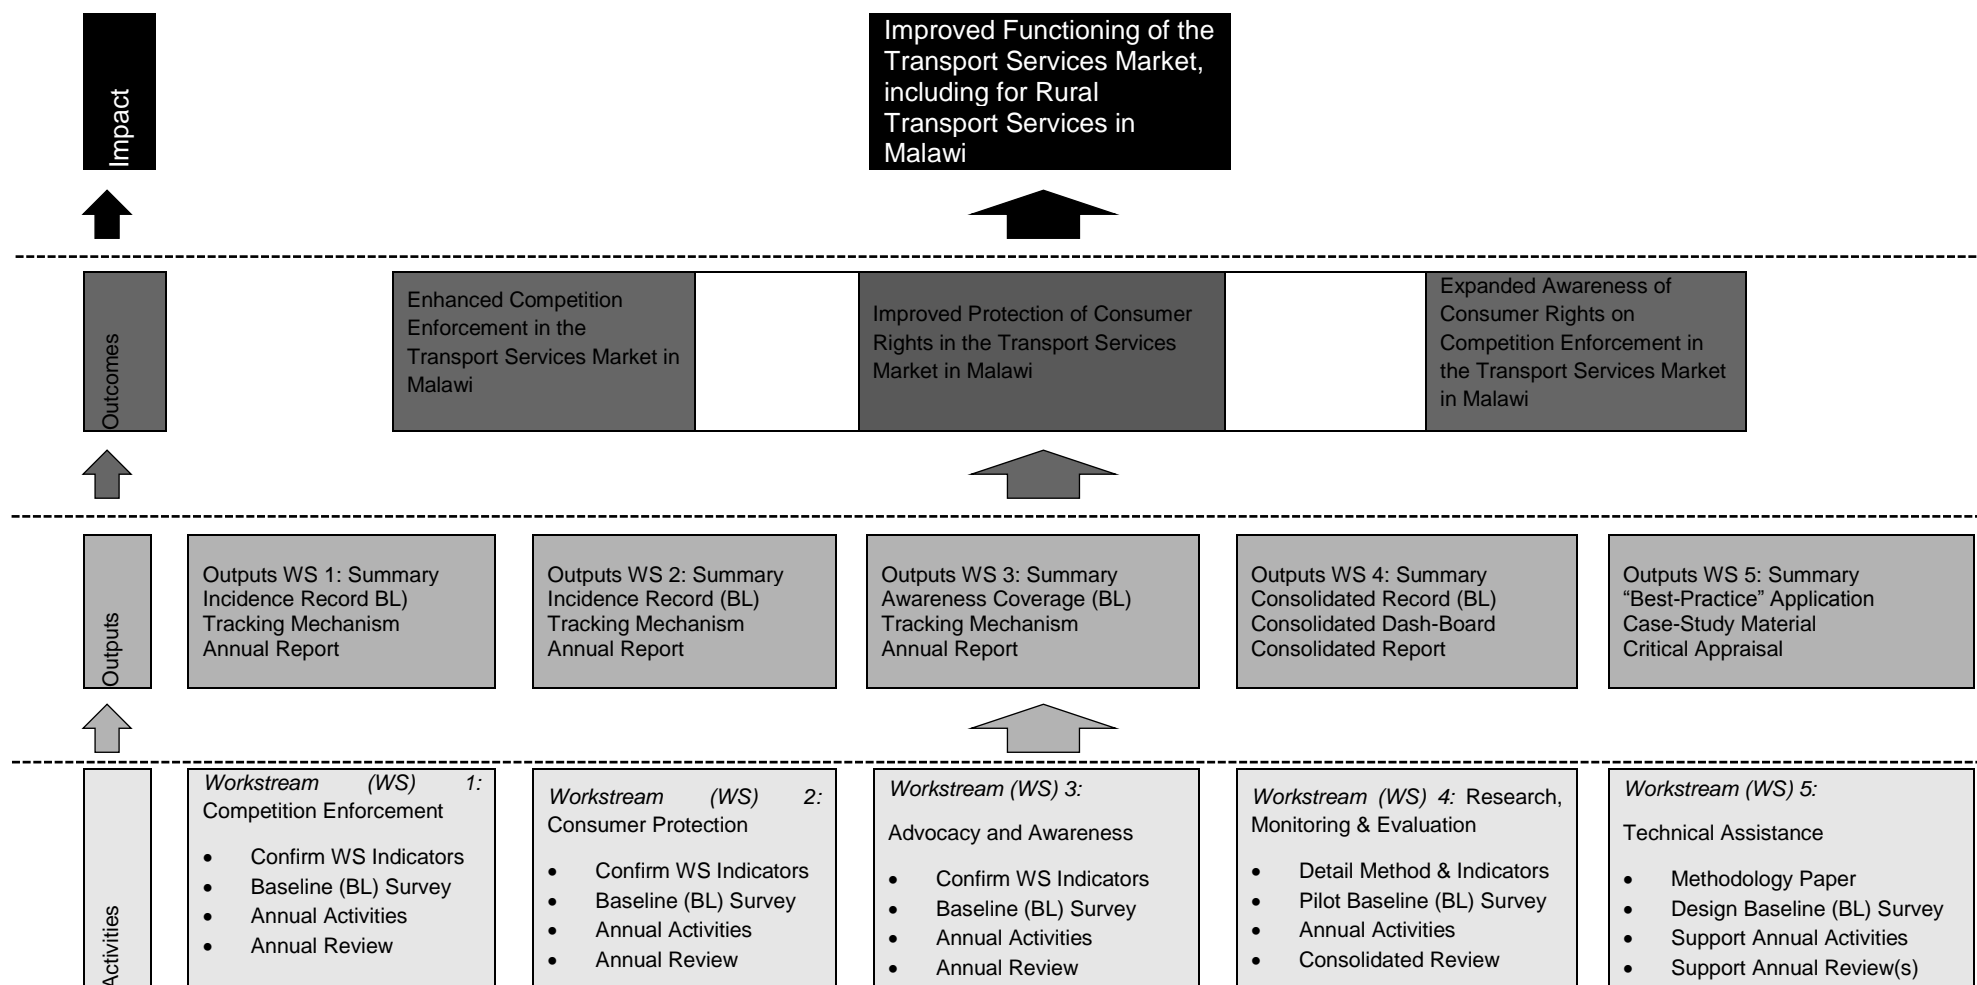 Impact
Improved Functioning of the
Transport Services Market,
including for Rural
Transport Services in
Malawi
Outcomes
Enhanced Competition
Enforcement in the
Transport Services Market in
Malawi
Improved Protection of Consumer
Rights in the Transport Services
Market in Malawi
Expanded Awareness of
Consumer Rights on
Competition Enforcement in
the Transport Services Market
in Malawi
Outputs
Outputs WS 1: Summary
Incidence Record BL)
Tracking Mechanism
Annual Report
Outputs WS 2: Summary
Incidence Record (BL)
Tracking Mechanism
Annual Report
Outputs WS 3: Summary
Awareness Coverage (BL)
Tracking Mechanism
Annual Report
Outputs WS 4: Summary
Consolidated Record (BL)
Consolidated Dash-Board
Consolidated Report
Outputs WS 5: Summary
“Best-Practice” Application
Case-Study Material
Critical Appraisal
Activities
Workstream (WS) 1:
Competition Enforcement
• Confirm WS Indicators
• Baseline (BL) Survey
• Annual Activities
• Annual Review
Workstream (WS) 2:
Consumer Protection
• Confirm WS Indicators
• Baseline (BL) Survey
• Annual Activities
• Annual Review
Workstream (WS) 3:
Advocacy and Awareness
• Confirm WS Indicators
• Baseline (BL) Survey
• Annual Activities
• Annual Review
Workstream (WS) 4: Research,
Monitoring & Evaluation
• Detail Method & Indicators
• Pilot Baseline (BL) Survey
• Annual Activities
• Consolidated Review
Workstream (WS) 5:
Technical Assistance
• Methodology Paper
• Design Baseline (BL) Survey
• Support Annual Activities
• Support Annual Review(s)